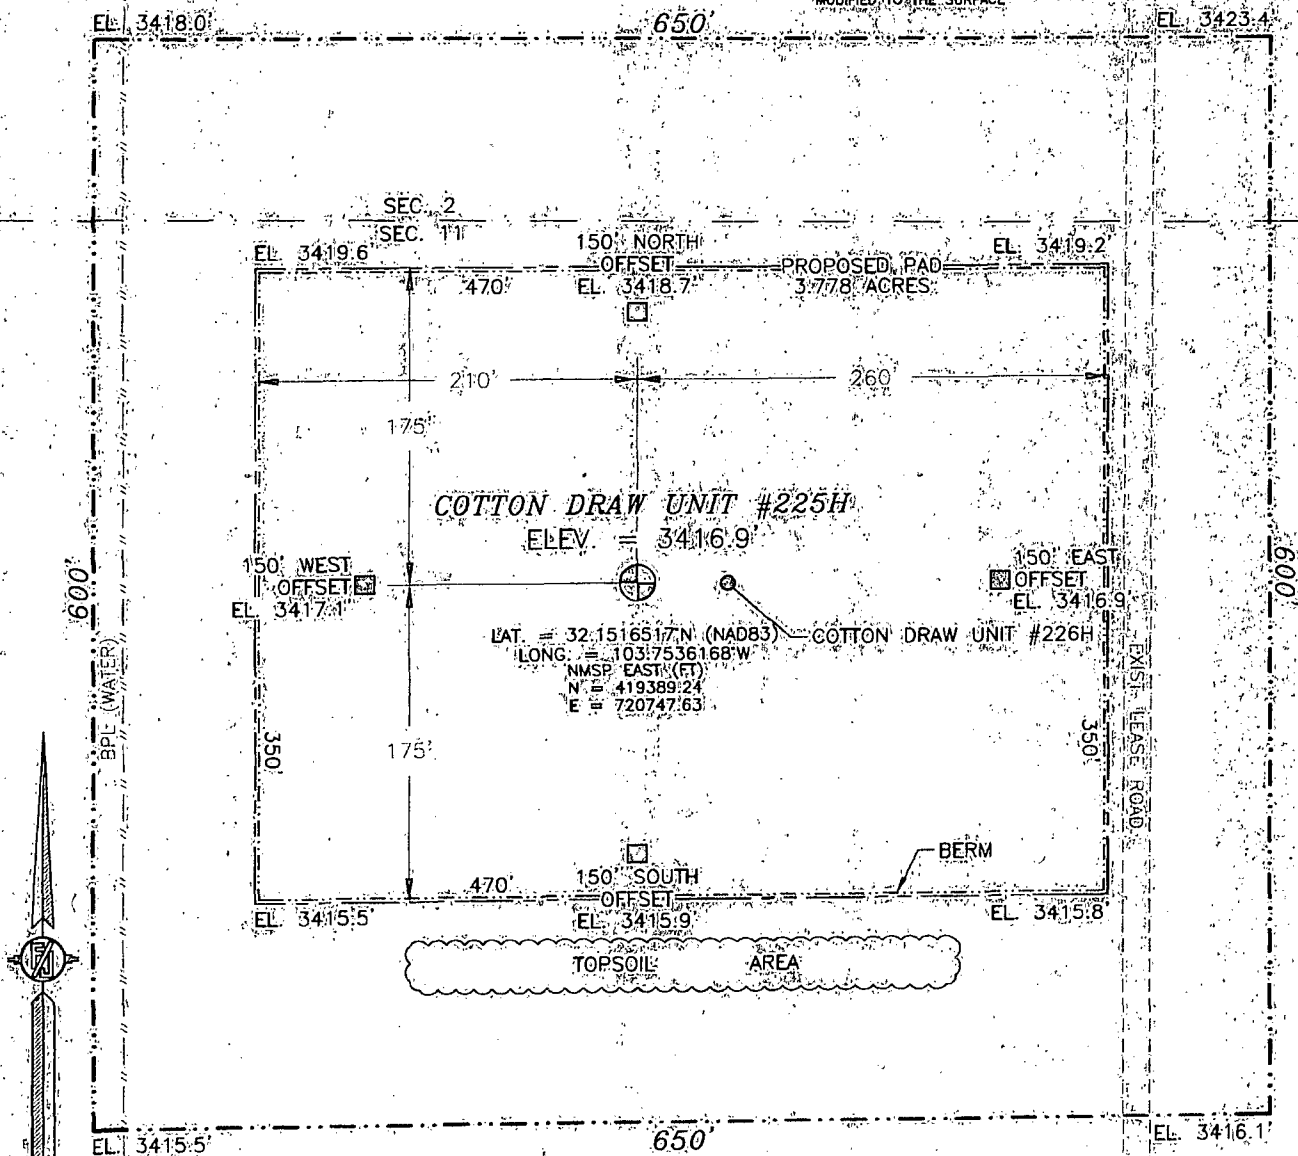 MODIFIED TO THE SURFACE
EL. 3418.0'
650'
EL. 3423.4'
SEC. 2
SEC. 11
EL. 3419.6'
150' NORTH
OFFSET
EL. 3418.7'
PROPOSED PAD
3.778 ACRES
EL. 3419.2'
470'
210'
260'
175'
COTTON DRAW UNIT #225H
ELEV. = 3416.9'
150' WEST
OFFSET
EL. 3417.1'
150' EAST
OFFSET
EL. 3416.9'
600'
600'
LAT. = 32.1516517'N (NAD83)
LONG. = 103.7536168'W
NMSP EAST (FT)
N = 419389.24
E = 720747.63
COTTON DRAW UNIT #226H
BPL (WATER)
EXIST LEASE ROAD
350'
175'
350'
BERM
470'
150' SOUTH
OFFSET
EL. 3415.9'
EL. 3415.5'
EL. 3415.8'
TOPSOIL AREA
EL. 3415.5'
650'
EL. 3416.1'